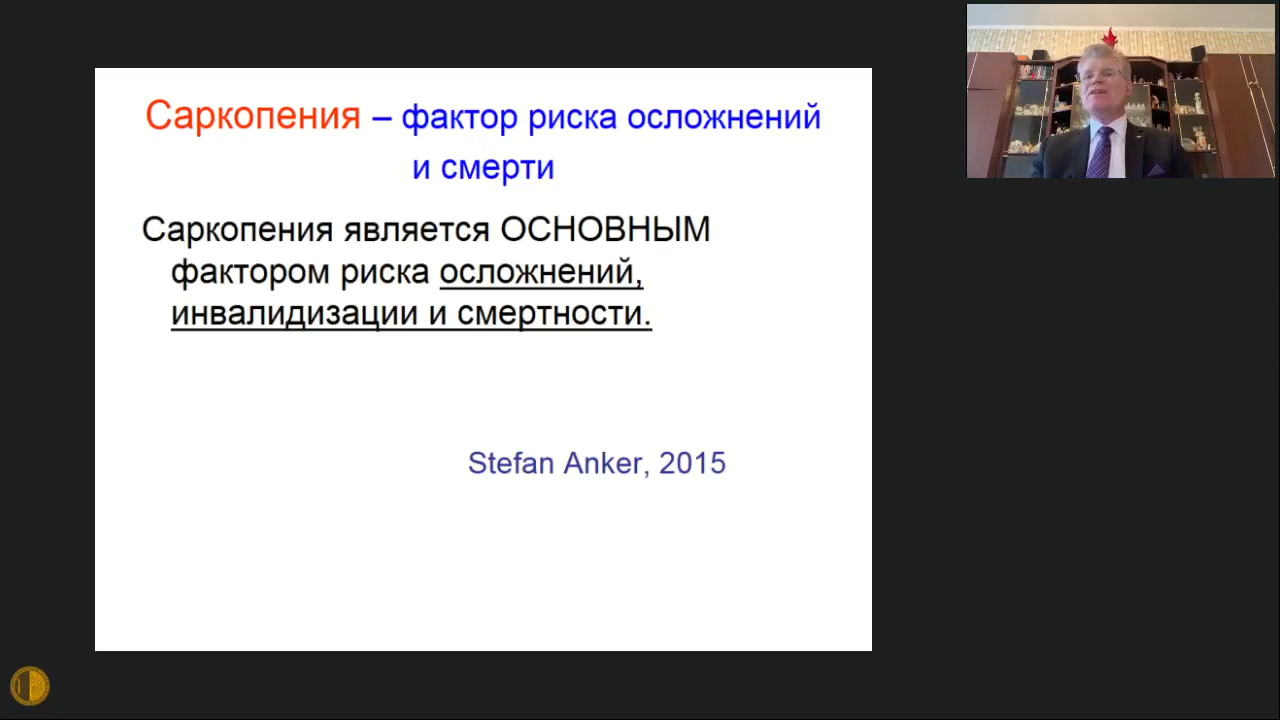 Саркопения – фактор риска осложнений
и смерти
Саркопения является ОСНОВНЫМ
фактором риска осложнений,
инвалидизации и смертности.
Stefan Anker, 2015